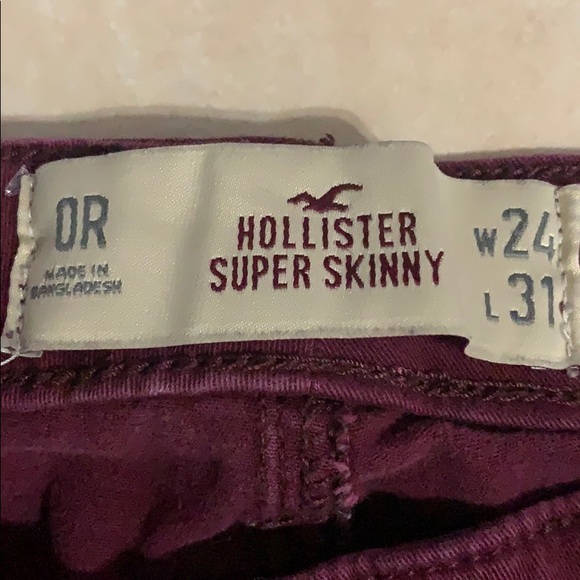 0R
MADE IN
BANGLADESH
HOLLISTER
SUPER SKINNY
W24
L31